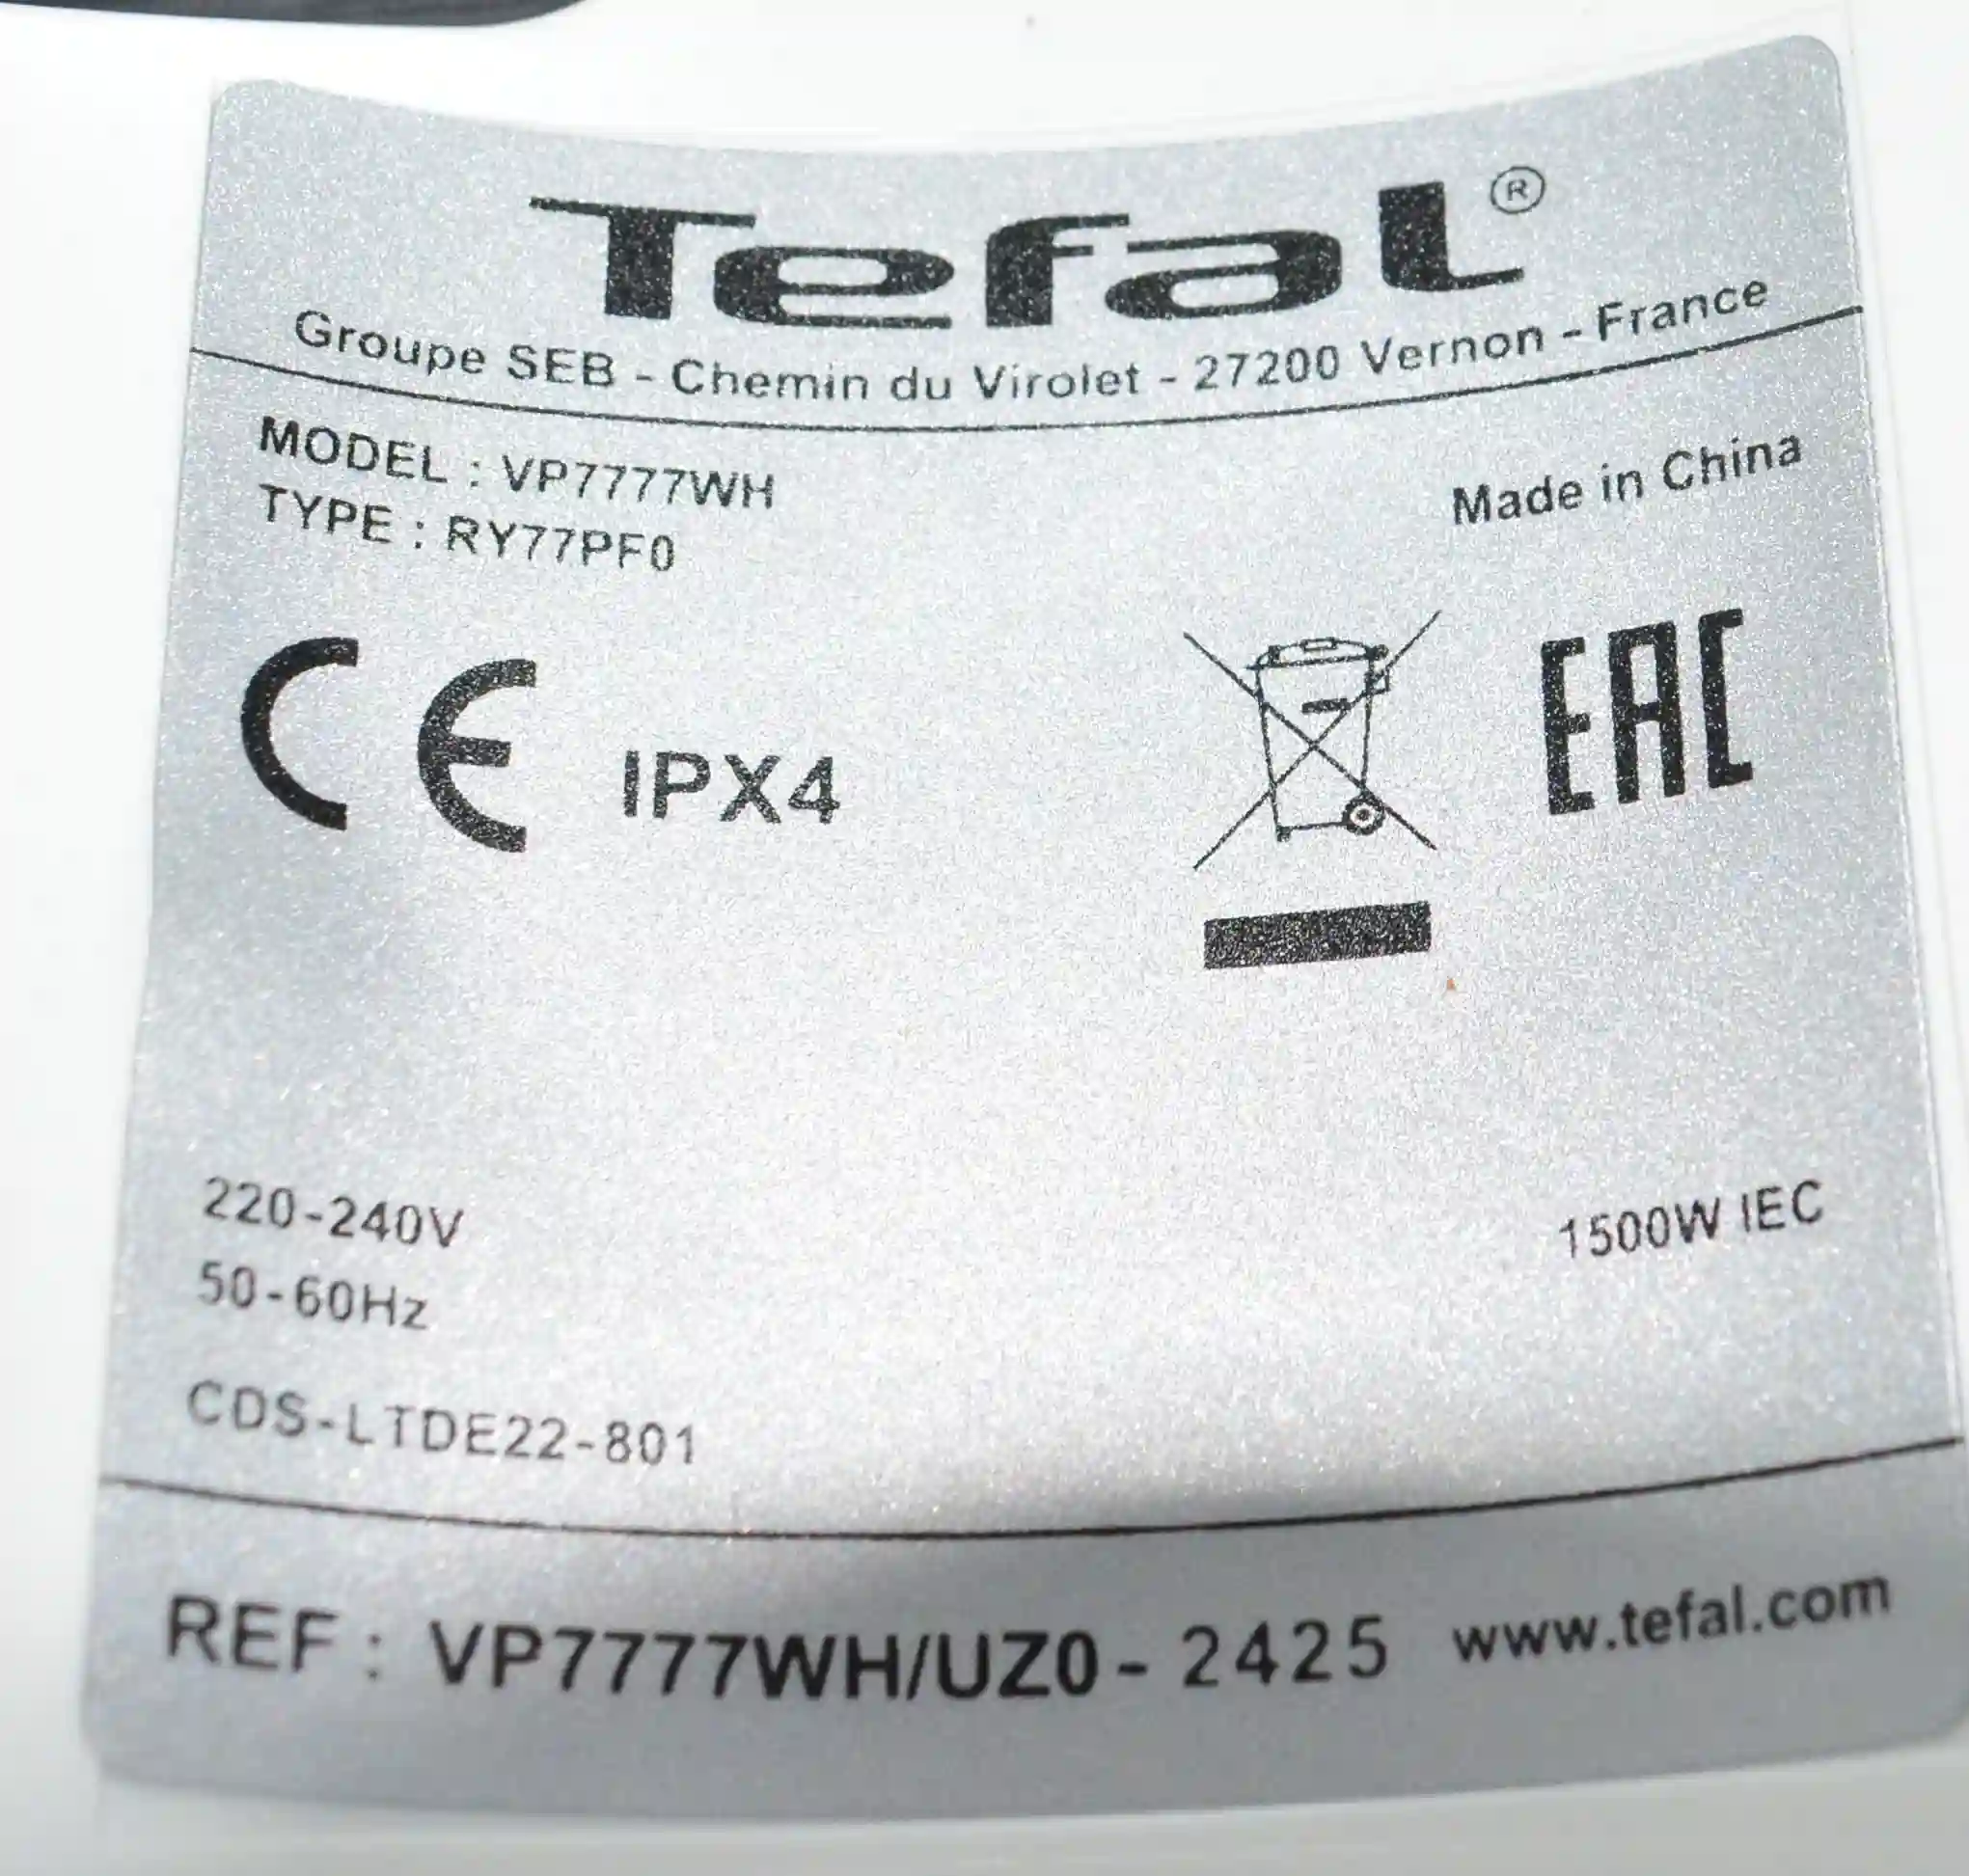 Tefal®
Groupe SEB - Chemin du Virolet - 27200 Vernon - France
MODEL : VP7777WH
Made in China
TYPE : RY77PF0
CE IPX4
EAC
220-240V
1500W IEC
50-60Hz
CDS-LTDE22-801
REF : VP7777WH/UZ0 - 2425 www.tefal.com